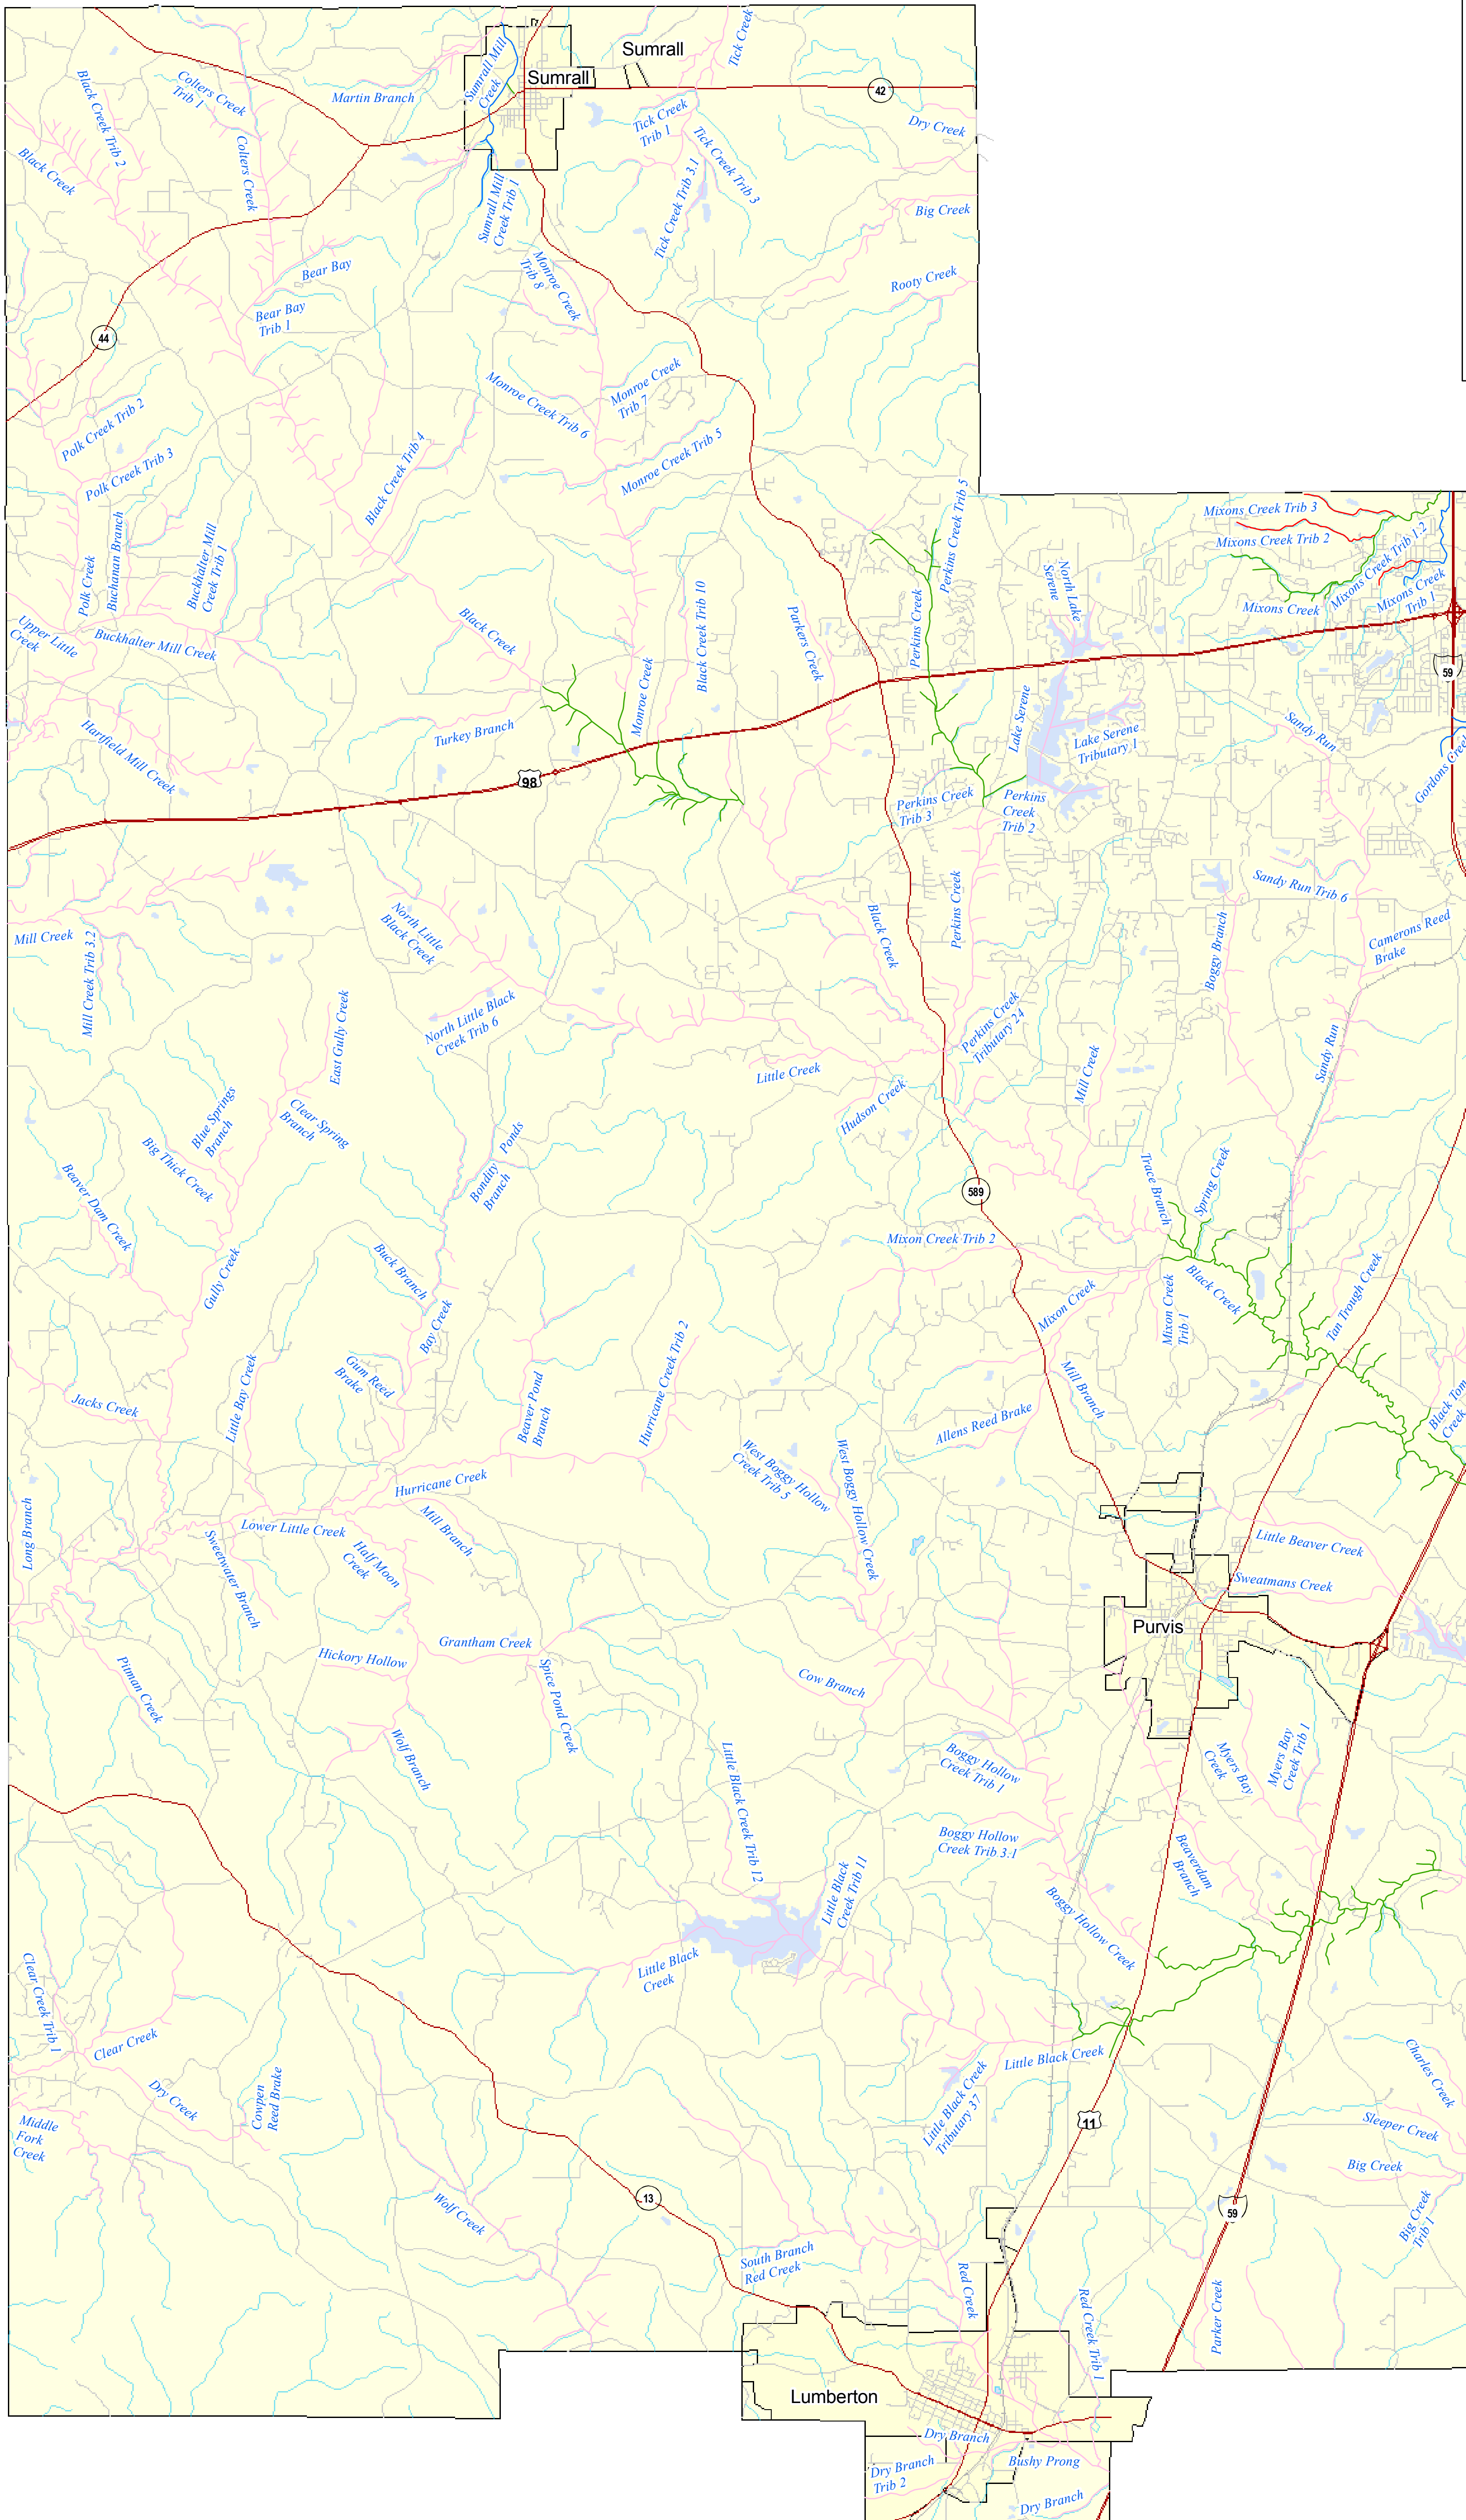 Sumrall
Sumrall
Sumrall Mill
Creek
Tick Creek
42
Colters Creek
Trib 1
Black Creek Trib 2
Martin Branch
Tick Creek
Trib 1
Dry Creek
Black Creek
Colters Creek
Tick Creek Trib 3
Tick Creek Trib 3.1
Sumrall Mill
Creek Trib 1
Big Creek
Bear Bay
Monroe Creek
Trib 8
Rooty Creek
Bear Bay
Trib 1
44
Monroe Creek Trib 6
Monroe Creek
Trib 7
Polk Creek Trib 2
Polk Creek Trib 3
Black Creek Trib 4
Monroe Creek Trib 5
Perkins Creek Trib 5
Mixons Creek Trib 3
Mixons Creek Trib 2
Mixons Creek Trib 1.2
Mixons Creek
Trib 1
Mixons Creek
Polk Creek
Buchanan Branch
Buckhalter Mill
Creek Trib 1
North Lake
Serene
Upper Little
Creek
Buckhalter Mill Creek
Black Creek
Monroe Creek
Black Creek Trib 10
Parkers Creek
Perkins Creek
59
Hartfield Mill Creek
Turkey Branch
98
Lake Serene
Lake Serene
Tributary 1
Sandy Run
Gordons Creek
Perkins Creek
Trib 3
Perkins
Creek
Trib 2
Sandy Run Trib 6
Mill Creek
Mill Creek Trib 3.2
North Little
Black Creek
Black Creek
Perkins Creek
Boggy Branch
Camerons Reed
Brake
East Gully Creek
North Little Black
Creek Trib 6
Perkins Creek
Tributary 24
Little Creek
Mill Creek
Sandy Run
Hudson Creek
Blue Springs
Branch
Clear Spring
Branch
Big Thick Creek
Bondity Ponds
Branch
Beaver Dam Creek
589
Trace Branch
Spring Creek
Mixon Creek Trib 2
Gully Creek
Buck Branch
Bay Creek
Mixon Creek
Mixon Creek
Trib 1
Black Creek
Tan Trough Creek
Jacks Creek
Little Bay Creek
Gum Reed
Brake
Beaver Pond
Branch
Hurricane Creek Trib 2
Mill Branch
Allens Reed Brake
Black Tom
Creek
West Boggy Hollow
Creek Trib 5
West Boggy Hollow Creek
Hurricane Creek
Long Branch
Lower Little Creek
Mill Branch
Half Moon
Creek
Sweetwater Branch
Little Beaver Creek
Sweatmans Creek
Purvis
Grantham Creek
Hickory Hollow
Pitman Creek
Spice Pond Creek
Cow Branch
Wolf Branch
Little Black Creek Trib 12
Boggy Hollow
Creek Trib 1
Myers Bay
Creek
Myers Bay
Creek Trib 1
Boggy Hollow
Creek Trib 3.1
Beaverdam
Branch
Little Black
Creek Trib 11
Boggy Hollow Creek
Little Black
Creek
Clear Creek Trib 1
Clear Creek
Little Black Creek
Charles Creek
Dry Creek
Cowpen
Reed Brake
Little Black Creek
Tributary 37
11
Middle
Fork
Creek
Sleeper Creek
Big Creek
Wolf Creek
13
59
Big Creek
Trib 1
South Branch
Red Creek
Red Creek
Red Creek Trib 1
Parker Creek
Lumberton
Dry Branch
Dry Branch
Trib 2
Bushy Prong
Dry Branch